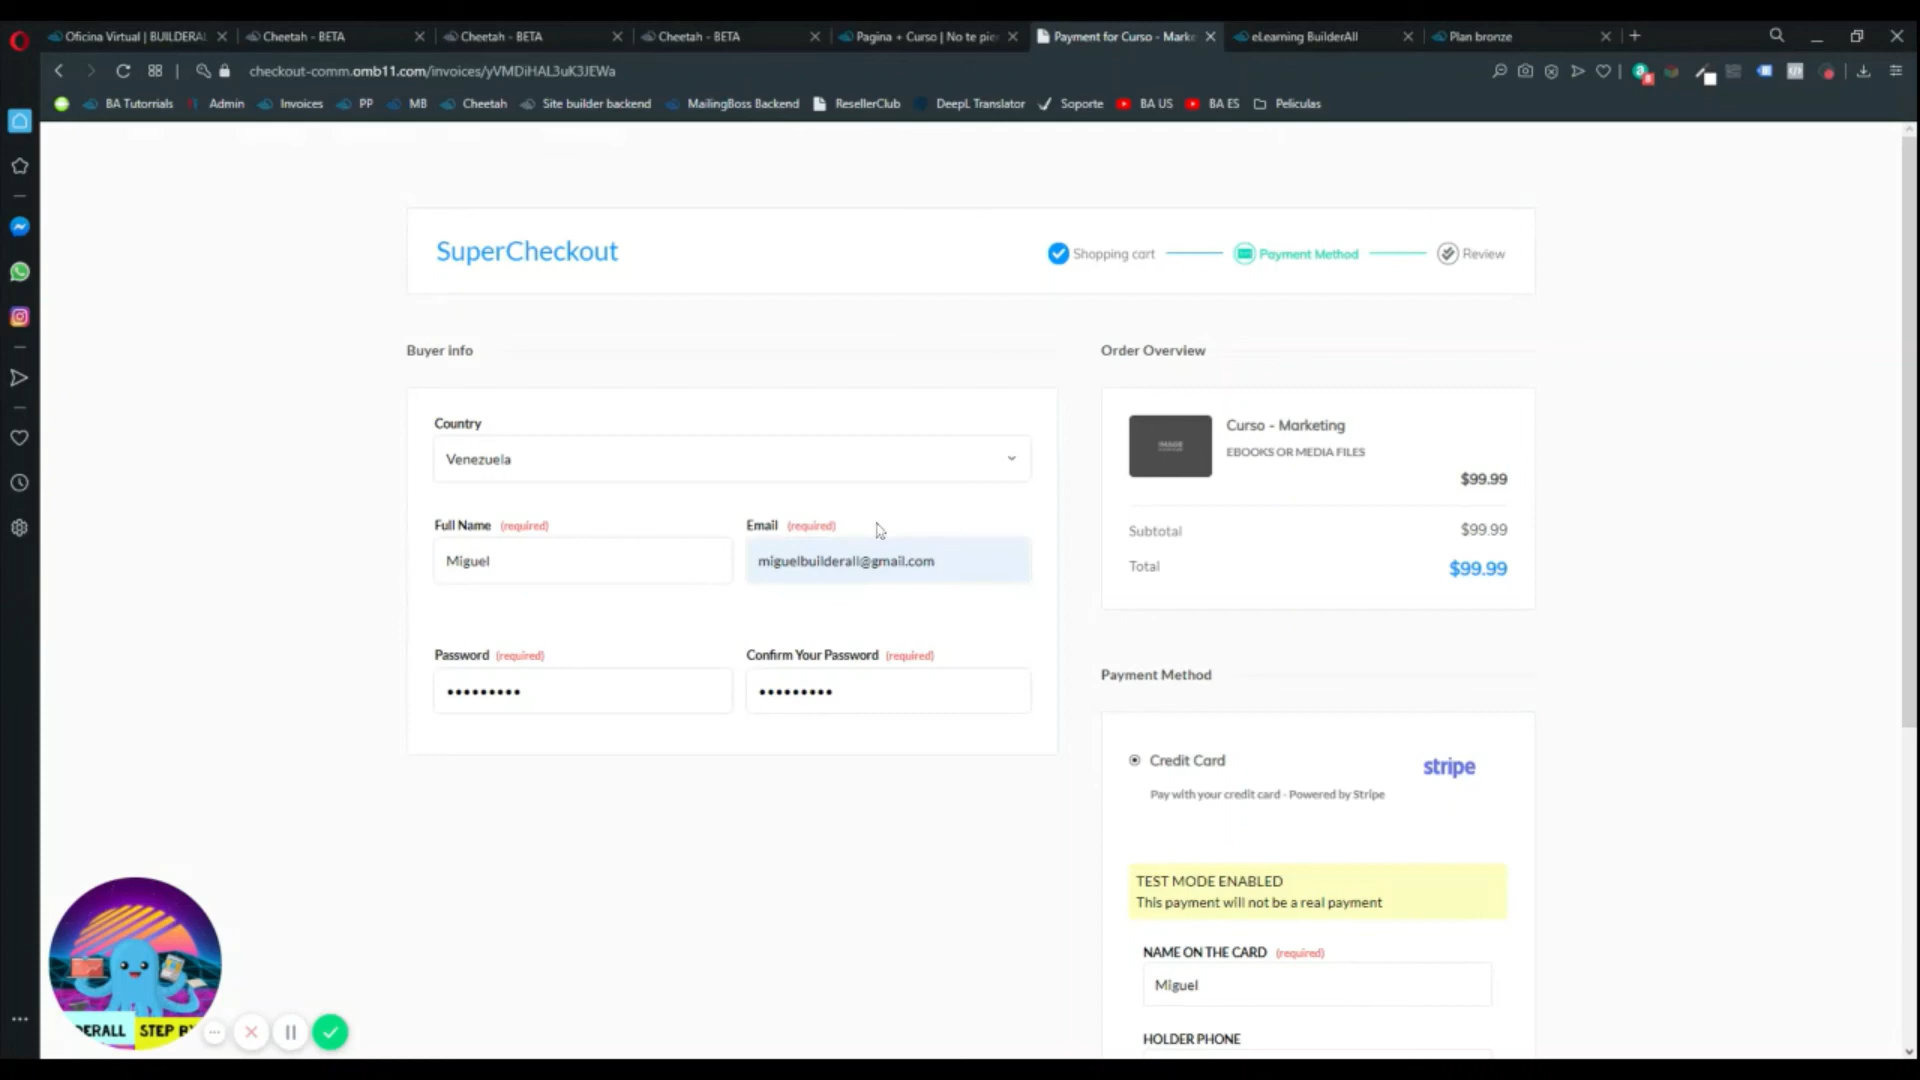 Oficina Virtual | BUILDERAL
Cheetah - BETA
Cheetah - BETA
Cheetah - BETA
Pagina + Curso | No te pie
Payment for Curso - Marke
eLearning BuilderAll
Plan bronze
checkout-comm.omb11.com/invoices/yVMDiHAL3uK3JEWa
BA Tutorrials
Admin
Invoices
PP
MB
Cheetah
Site builder backend
MailingBoss Backend
ResellerClub
DeepL Translator
Soporte
BA US
BA ES
Peliculas
SuperCheckout
Shopping cart
Payment Method
Review
Buyer info
Country
Venezuela
Full Name (required)
Miguel
Email (required)
miguelbuilderall@gmail.com
Password (required)
•••••••••
Confirm Your Password (required)
•••••••••
Order Overview
Curso - Marketing
EBOOKS OR MEDIA FILES
$99.99
Subtotal $99.99
Total $99.99
Payment Method
Credit Card
stripe
Pay with your credit card - Powered by Stripe
TEST MODE ENABLED
This payment will not be a real payment
NAME ON THE CARD (required)
Miguel
HOLDER PHONE
DERALL STEP BY